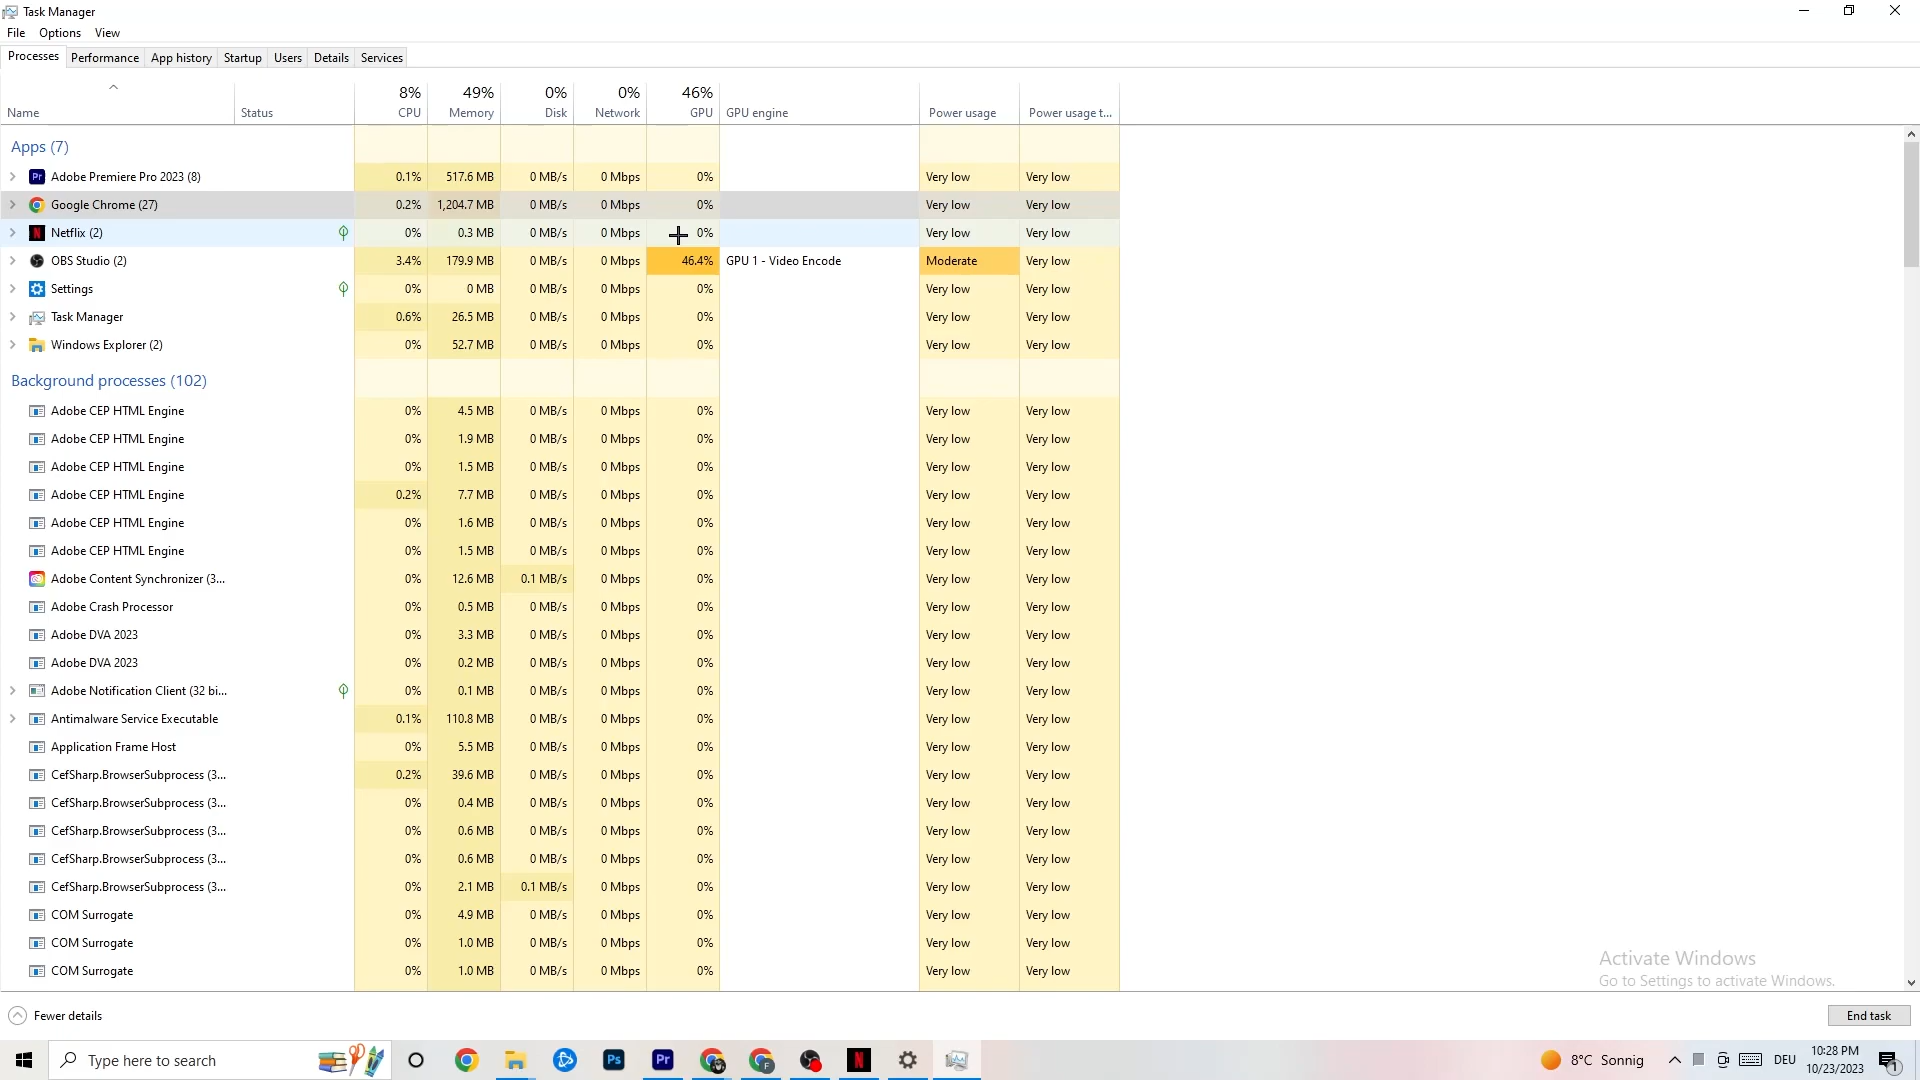 Task Manager
File Options View
Processes Performance App history Startup Users Details Services
8% 49% 0% 0% 46%
Name Status CPU Memory Disk Network GPU GPU engine Power usage Power usage t...
Apps (7)
Pr Adobe Premiere Pro 2023 (8) 0.1% 517.6 MB 0 MB/s 0 Mbps 0% Very low Very low
Google Chrome (27) 0.2% 1,204.7 MB 0 MB/s 0 Mbps 0% Very low Very low
N Netflix (2) 0% 0.3 MB 0 MB/s 0 Mbps 0% Very low Very low
OBS Studio (2) 3.4% 179.9 MB 0 MB/s 0 Mbps 46.4% GPU 1 - Video Encode Moderate Very low
Settings 0% 0 MB 0 MB/s 0 Mbps 0% Very low Very low
Task Manager 0.6% 26.5 MB 0 MB/s 0 Mbps 0% Very low Very low
Windows Explorer (2) 0% 52.7 MB 0 MB/s 0 Mbps 0% Very low Very low
Background processes (102)
Adobe CEP HTML Engine 0% 4.5 MB 0 MB/s 0 Mbps 0% Very low Very low
Adobe CEP HTML Engine 0% 1.9 MB 0 MB/s 0 Mbps 0% Very low Very low
Adobe CEP HTML Engine 0% 1.5 MB 0 MB/s 0 Mbps 0% Very low Very low
Adobe CEP HTML Engine 0.2% 7.7 MB 0 MB/s 0 Mbps 0% Very low Very low
Adobe CEP HTML Engine 0% 1.6 MB 0 MB/s 0 Mbps 0% Very low Very low
Adobe CEP HTML Engine 0% 1.5 MB 0 MB/s 0 Mbps 0% Very low Very low
Adobe Content Synchronizer (3... 0% 12.6 MB 0.1 MB/s 0 Mbps 0% Very low Very low
Adobe Crash Processor 0% 0.5 MB 0 MB/s 0 Mbps 0% Very low Very low
Adobe DVA 2023 0% 3.3 MB 0 MB/s 0 Mbps 0% Very low Very low
Adobe DVA 2023 0% 0.2 MB 0 MB/s 0 Mbps 0% Very low Very low
Adobe Notification Client (32 bi... 0% 0.1 MB 0 MB/s 0 Mbps 0% Very low Very low
Antimalware Service Executable 0.1% 110.8 MB 0 MB/s 0 Mbps 0% Very low Very low
Application Frame Host 0% 5.5 MB 0 MB/s 0 Mbps 0% Very low Very low
CefSharp.BrowserSubprocess (3... 0.2% 39.6 MB 0 MB/s 0 Mbps 0% Very low Very low
CefSharp.BrowserSubprocess (3... 0% 0.4 MB 0 MB/s 0 Mbps 0% Very low Very low
CefSharp.BrowserSubprocess (3... 0% 0.6 MB 0 MB/s 0 Mbps 0% Very low Very low
CefSharp.BrowserSubprocess (3... 0% 0.6 MB 0 MB/s 0 Mbps 0% Very low Very low
CefSharp.BrowserSubprocess (3... 0% 2.1 MB 0.1 MB/s 0 Mbps 0% Very low Very low
COM Surrogate 0% 4.9 MB 0 MB/s 0 Mbps 0% Very low Very low
COM Surrogate 0% 1.0 MB 0 MB/s 0 Mbps 0% Very low Very low
COM Surrogate 0% 1.0 MB 0 MB/s 0 Mbps 0% Very low Very low
Activate Windows
Go to Settings to activate Windows.
Fewer details End task
Type here to search Ps Pr F N 8°C Sonnig DEU 10:28 PM
10/23/2023 1